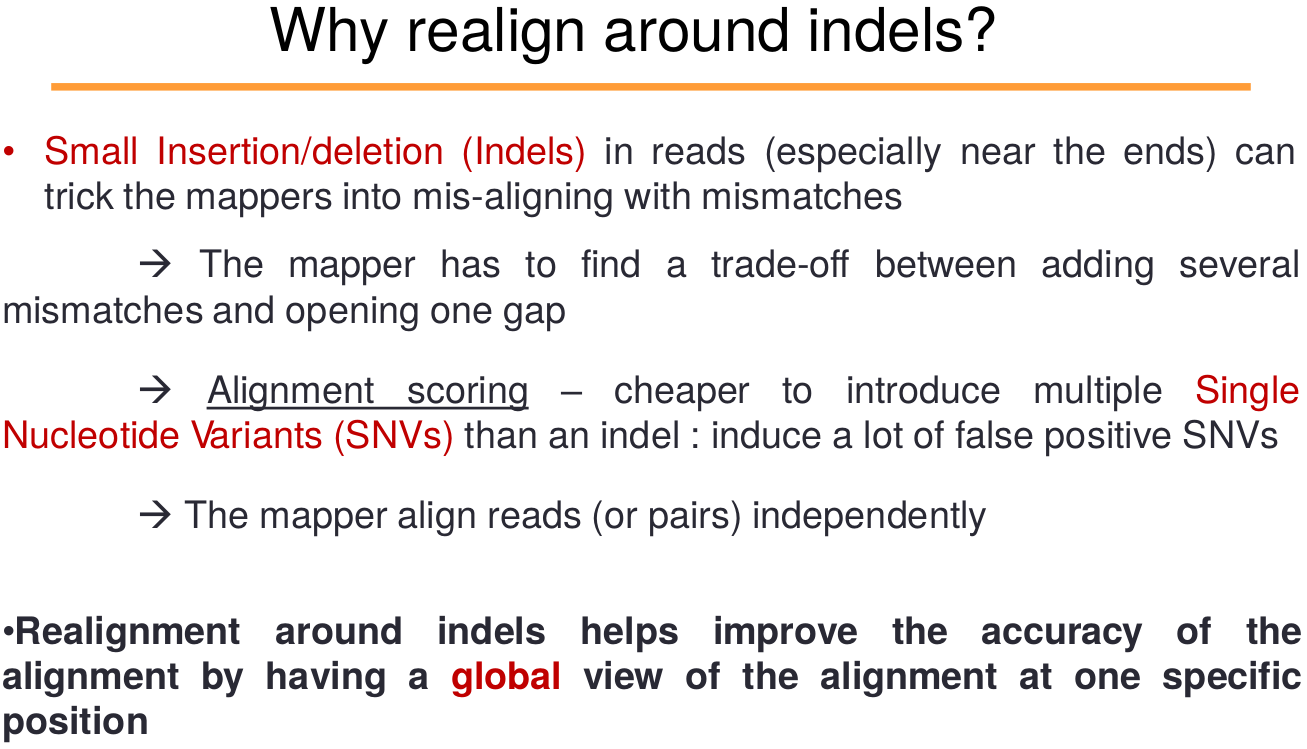 Why realign around indels?
• Small Insertion/deletion (Indels) in reads (especially near the ends) can
trick the mappers into mis-aligning with mismatches
→ The mapper has to find a trade-off between adding several
mismatches and opening one gap
→ Alignment scoring – cheaper to introduce multiple Single
Nucleotide Variants (SNVs) than an indel : induce a lot of false positive SNVs
→ The mapper align reads (or pairs) independently
•Realignment around indels helps improve the accuracy of the
alignment by having a global view of the alignment at one specific
position